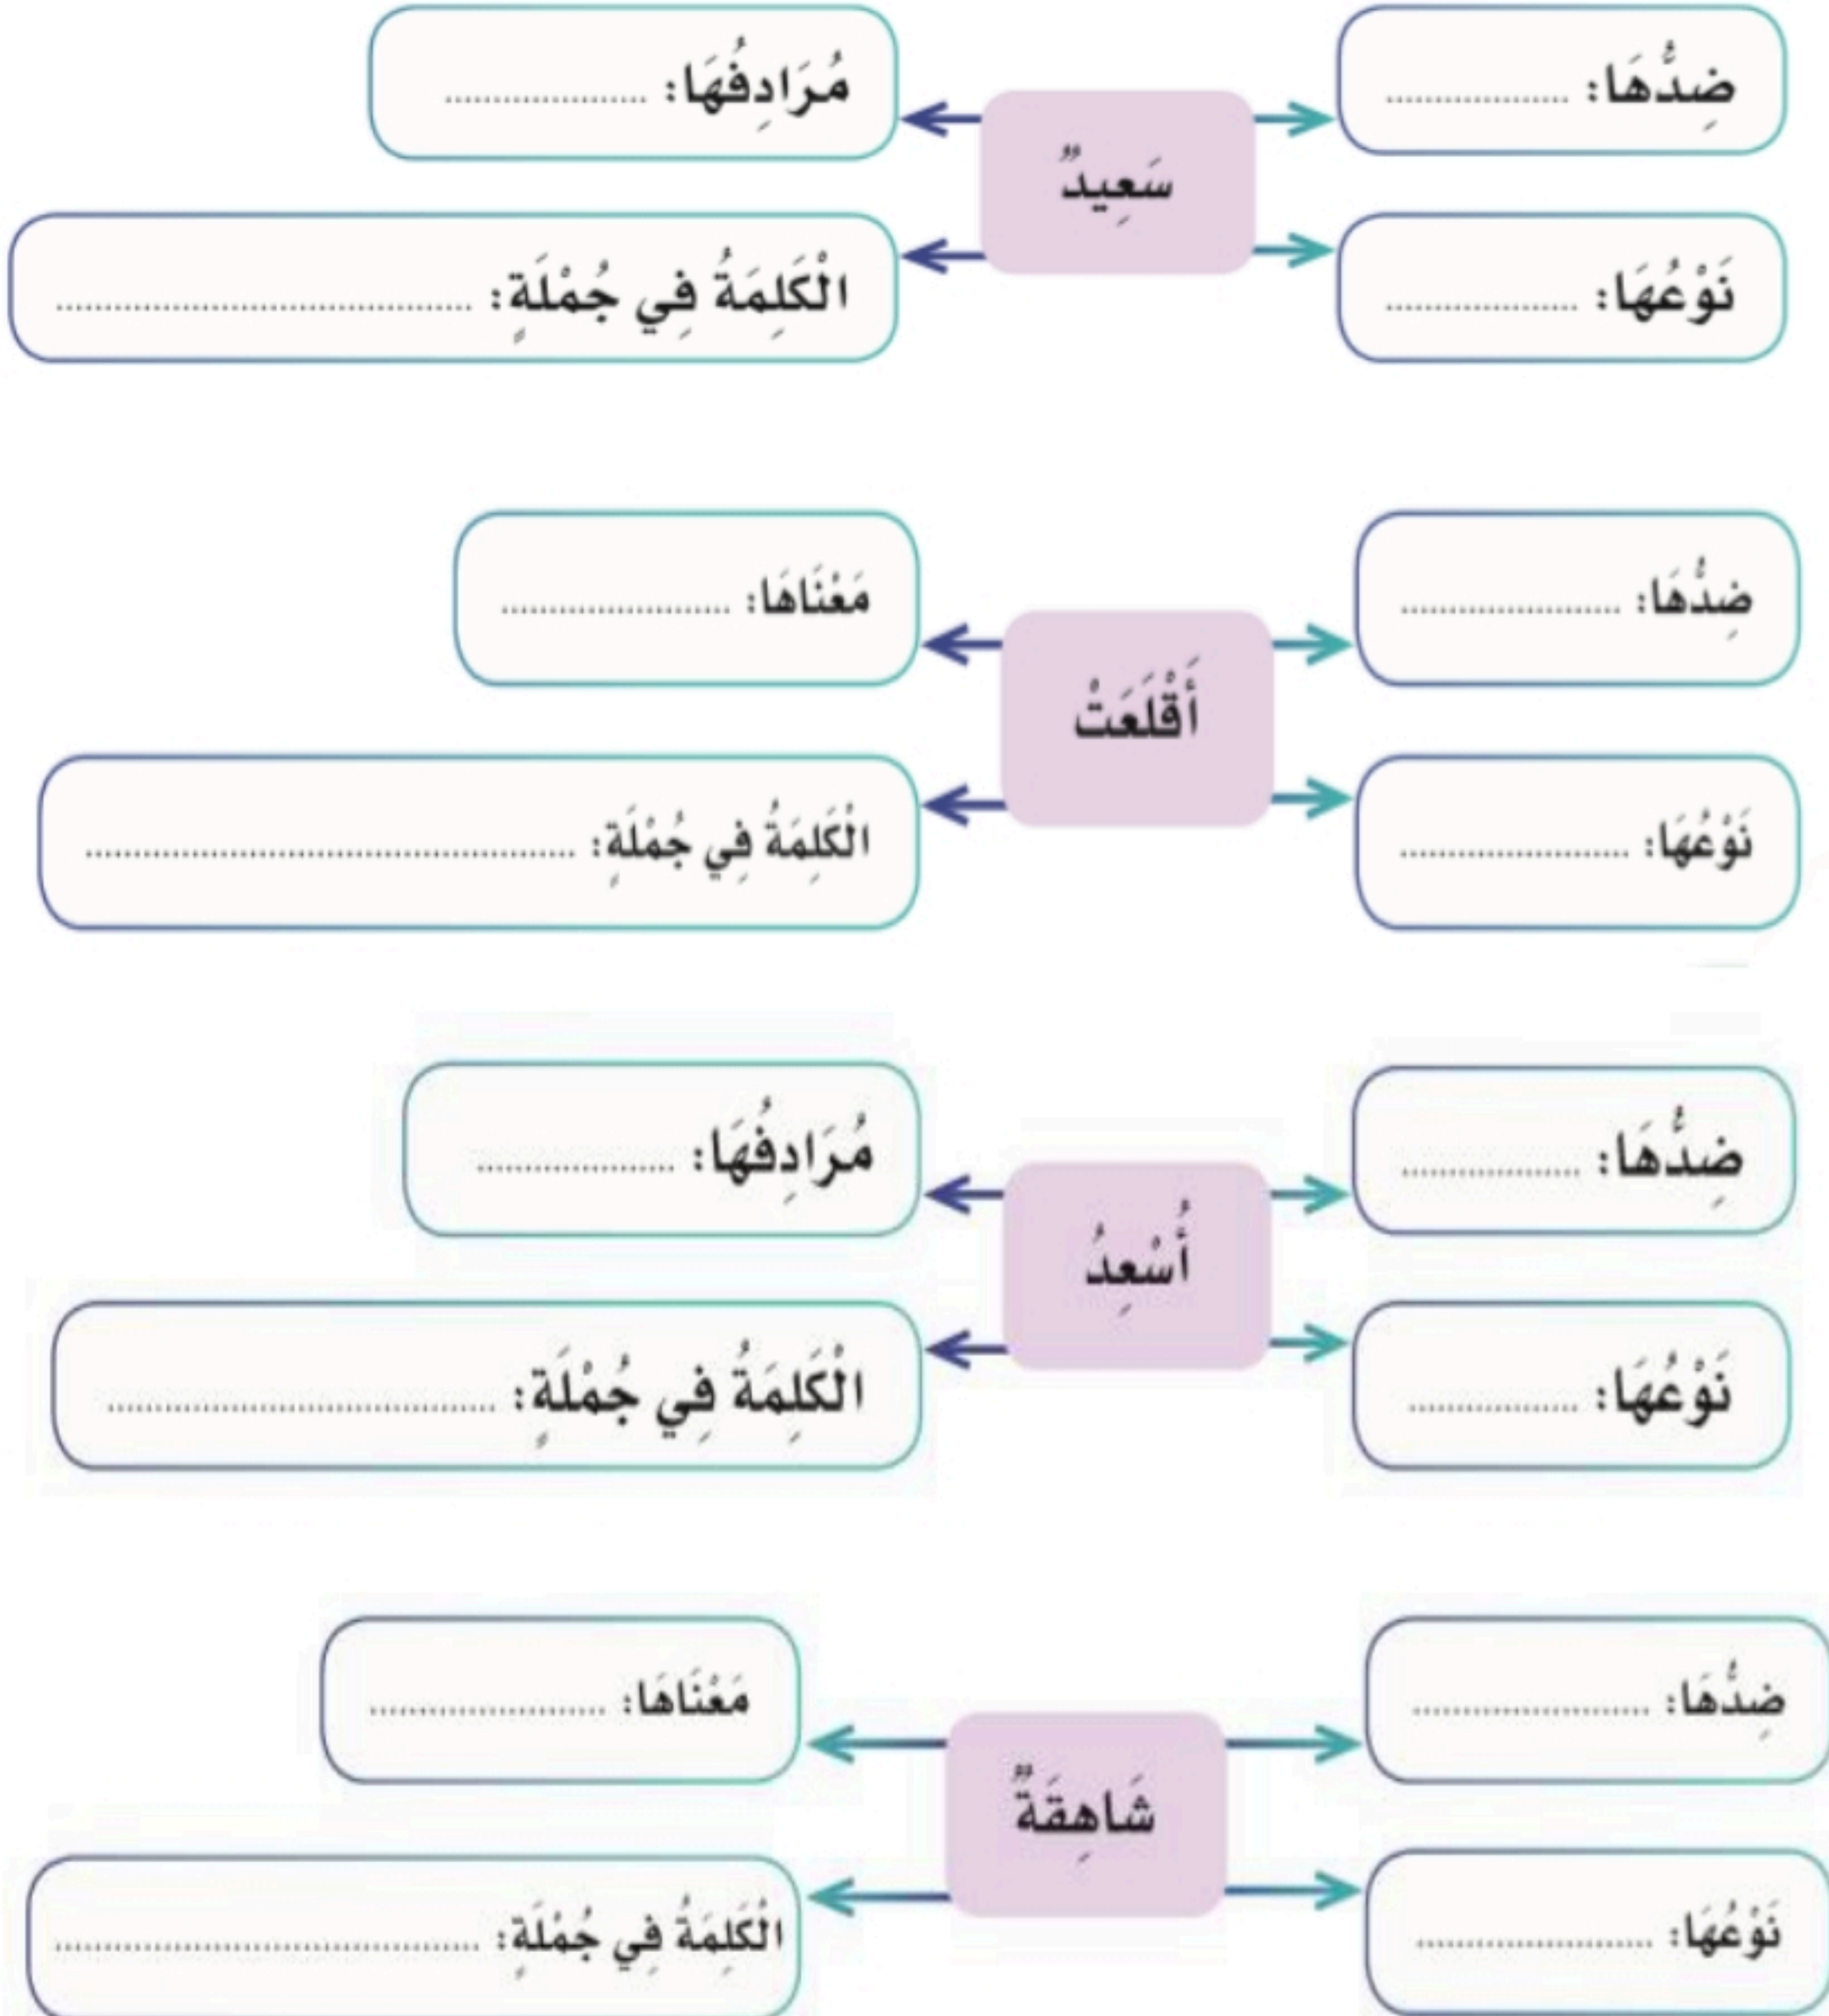 ضِدُّهَا: ..................
مُرَادِفُهَا: ....................
سَعِيدٌ
نَوْعُهَا: ...................
الْكَلِمَةُ فِي جُمْلَةٍ: ..........................................
ضِدُّهَا: ......................
مَعْنَاهَا: .......................
أَقْلَعَتْ
نَوْعُهَا: .......................
الْكَلِمَةُ فِي جُمْلَةٍ: .................................................
ضِدُّهَا: ..................
مُرَادِفُهَا: ....................
أُسْعِدُ
نَوْعُهَا: .................
الْكَلِمَةُ فِي جُمْلَةٍ: .......................................
ضِدُّهَا: ........................
مَعْنَاهَا: ........................
شَاهِقَةٌ
نَوْعُهَا: ........................
الْكَلِمَةُ فِي جُمْلَةٍ: ...........................................